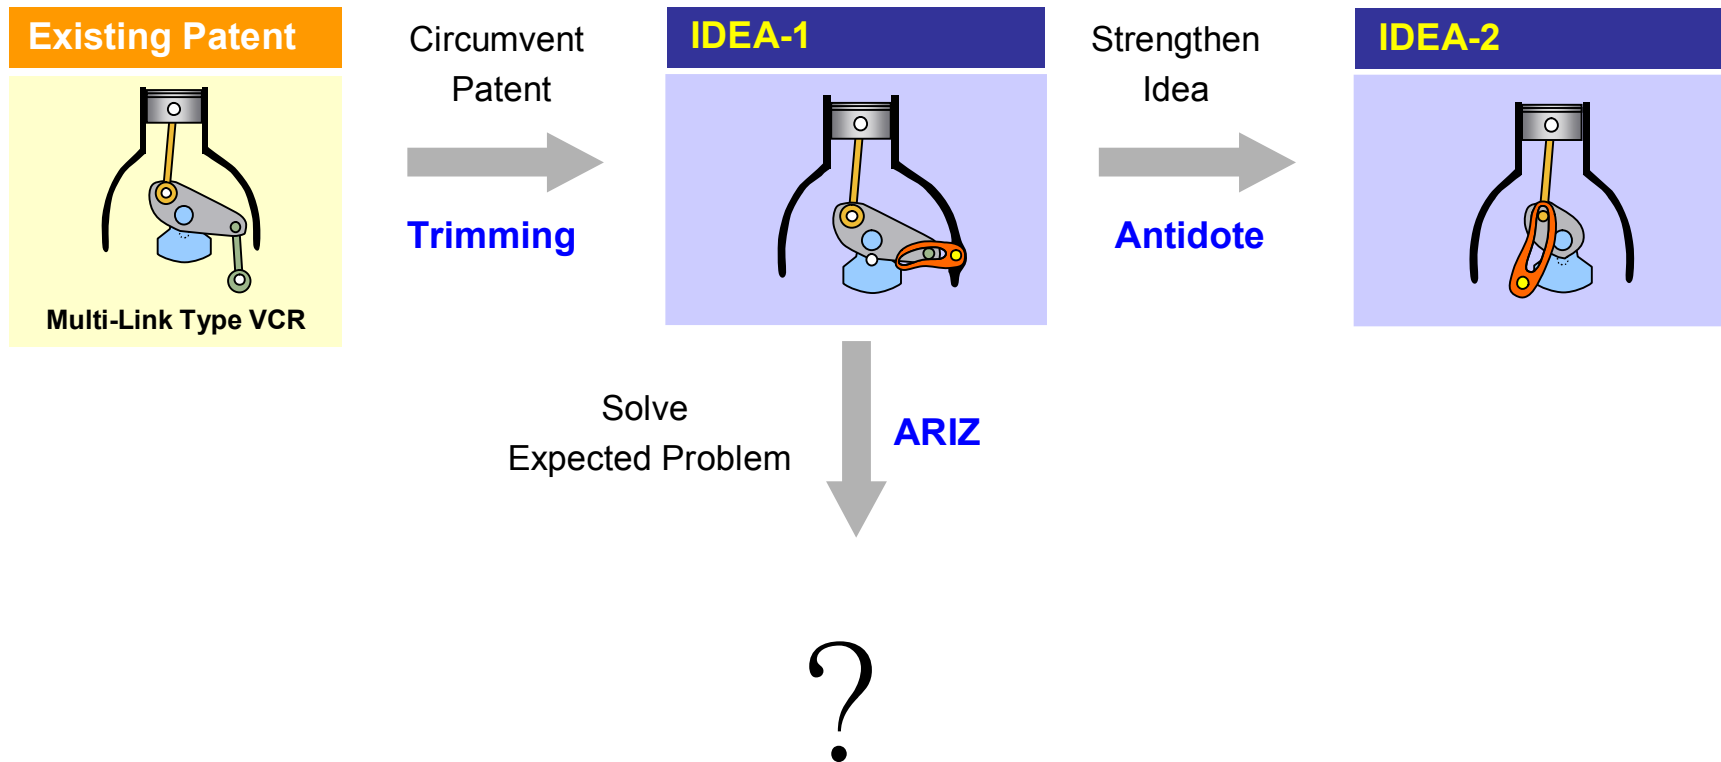 Existing Patent
Circumvent
Patent
Trimming
IDEA-1
Strengthen
Idea
Antidote
IDEA-2
Multi-Link Type VCR
Solve
Expected Problem
ARIZ
?